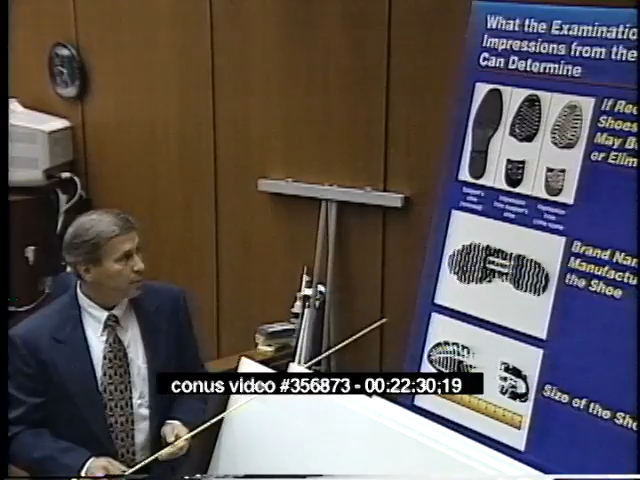 What the Examinatio
Impressions from the
Can Determine
If Rec
Shoes
May B
or Elim
Brand Nam
Manufactu
the Shoe
Size of the Sho
conus video #356873 - 00:22:30;19